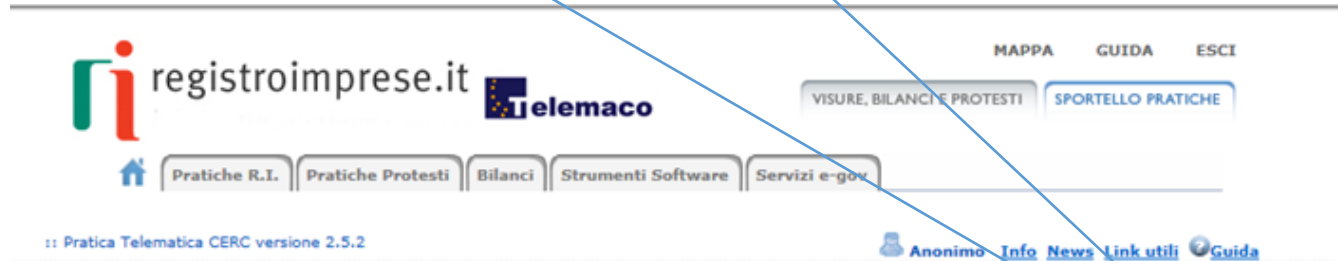 MAPPA GUIDA ESCI
registroimprese.it Telemaco
VISURE, BILANCI E PROTESTI SPORTELLO PRATICHE
Pratiche R.I. Pratiche Protesti Bilanci Strumenti Software Servizi e-gov
:: Pratica Telematica CERC versione 2.5.2
Anonimo Info News Link utili Guida